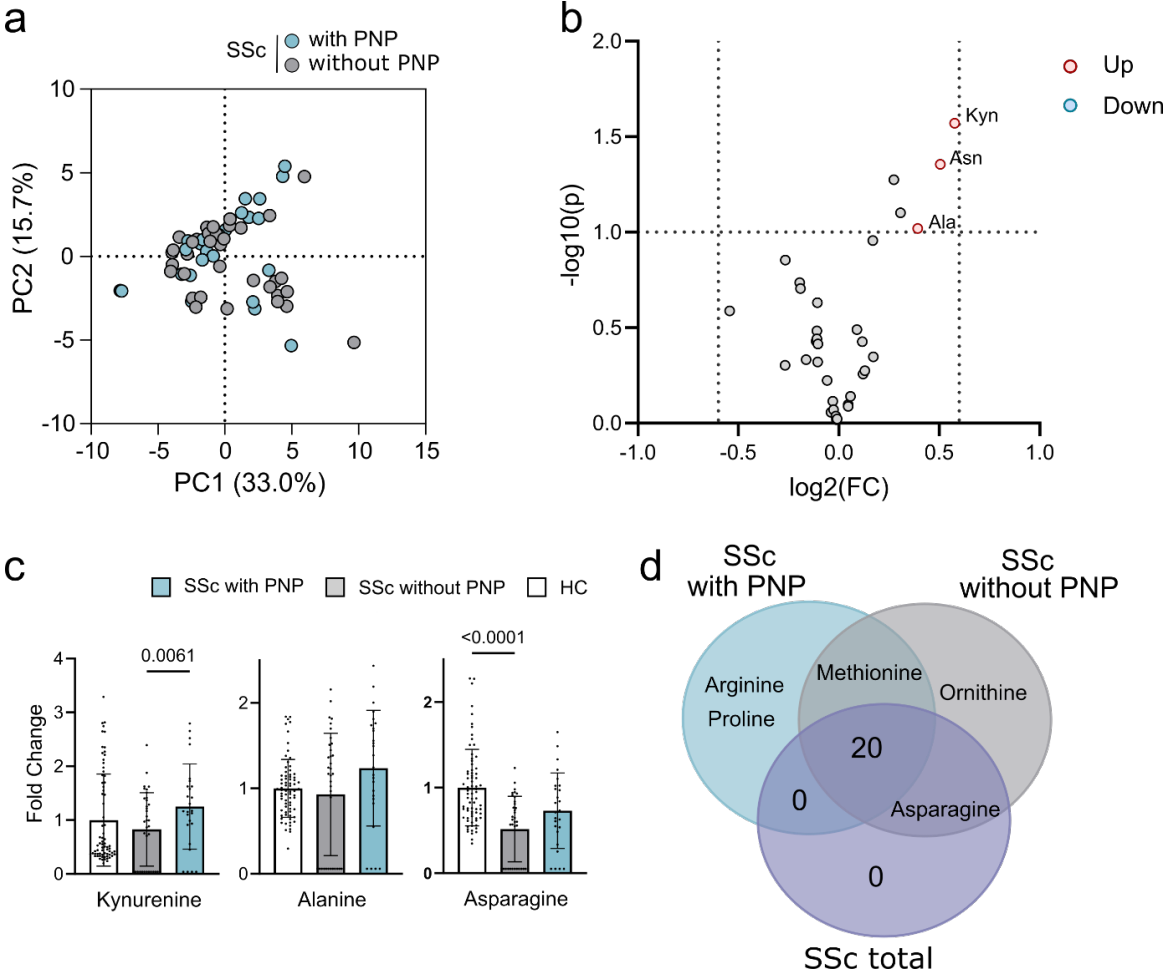 a
SSc
with PNP
without PNP
10
5
0
-5
-10
-10
-5
0
5
10
15
PC2 (15.7%)
PC1 (33.0%)
b
2.0
1.5
1.0
0.5
0.0
-1.0
-0.5
0.0
0.5
1.0
-log10(p)
log2(FC)
Kyn
Asn
Ala
Up
Down
c
SSc with PNP
SSc without PNP
HC
Fold Change
4
3
2
1
0
0.0061
Kynurenine
2
1
0
Alanine
<0.0001
2
1
0
Asparagine
d
SSc
with PNP
SSc
without PNP
Arginine
Proline
Methionine
Ornithine
20
0
Asparagine
0
SSc total